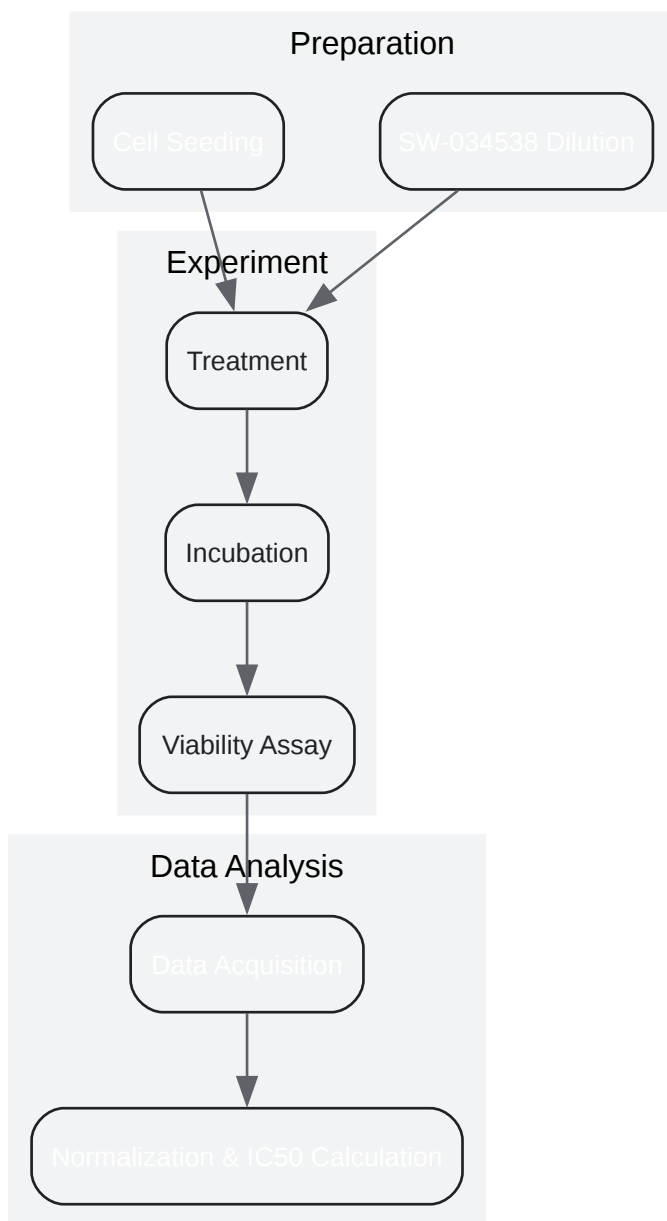 Preparation
Cell Seeding
SW-034538 Dilution
Experiment
Treatment
Incubation
Viability Assay
Data Analysis
Data Acquisition
Normalization & IC50 Calculation